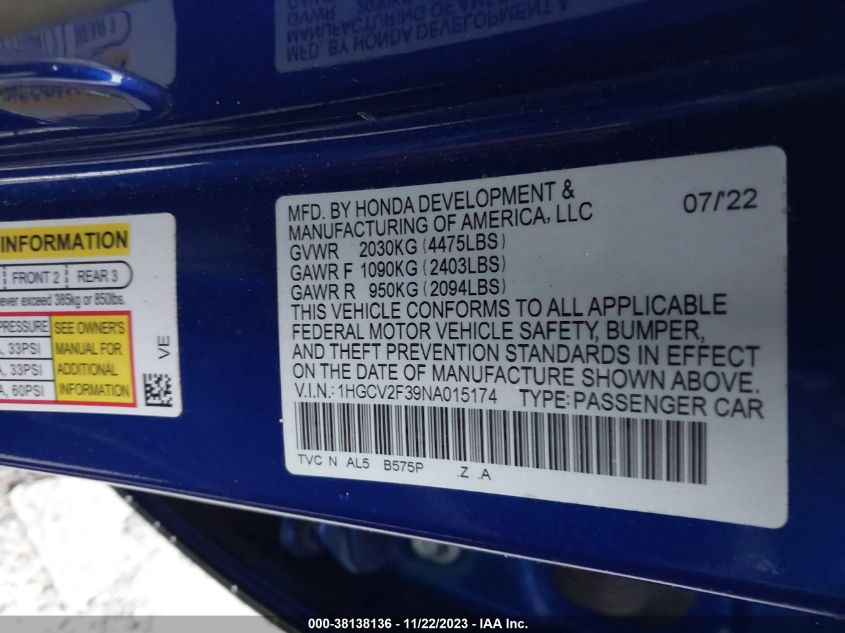 MFD. BY HONDA DEVELOPMENT &
MANUFACTURING OF AMERICA, LLC
07/'22
GVWR 2030KG (4475LBS)
GAWR F 1090KG (2403LBS)
GAWR R 950KG (2094LBS)
THIS VEHICLE CONFORMS TO ALL APPLICABLE
FEDERAL MOTOR VEHICLE SAFETY, BUMPER,
AND THEFT PREVENTION STANDARDS IN EFFECT
ON THE DATE OF MANUFACTURE SHOWN ABOVE.
V.I.N.: 1HGCV2F39NA015174 TYPE: PASSENGER CAR
TVC N AL5 B575P .Z .A
INFORMATION
FRONT 2 REAR 3
never exceed 385kg or 850lbs.
PRESSURE SEE OWNER'S
33PSI MANUAL FOR
33PSI ADDITIONAL
60PSI INFORMATION
VE
000-38138136 - 11/22/2023 - IAA Inc.